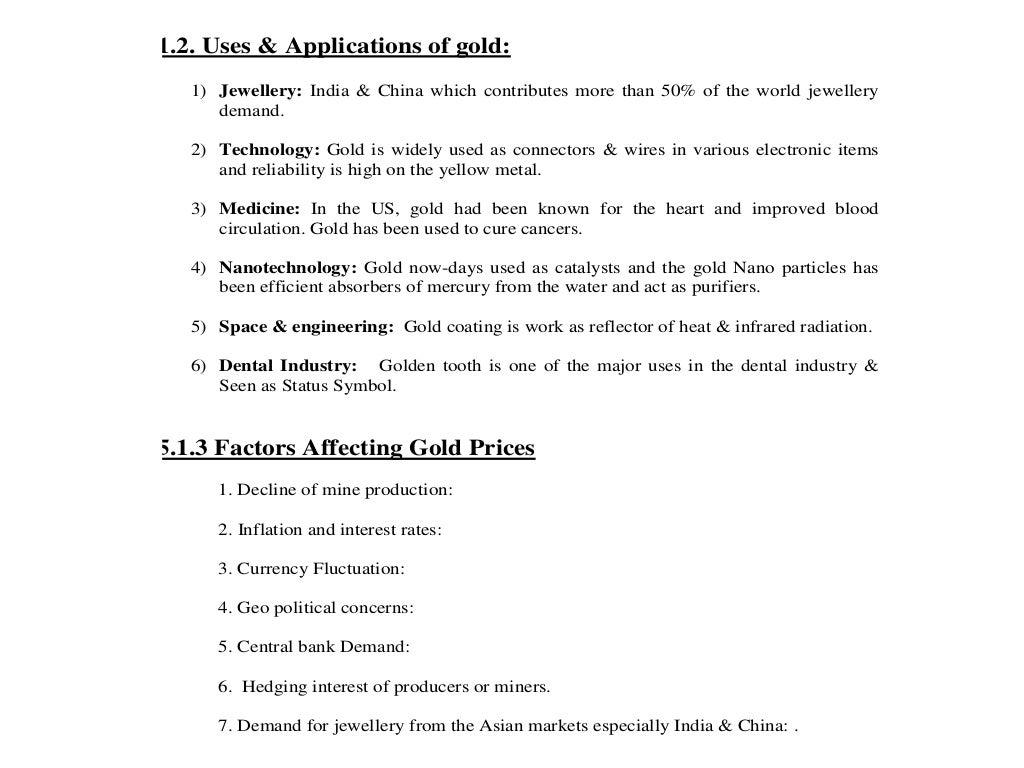 1.2. Uses & Applications of gold:
1) Jewellery: India & China which contributes more than 50% of the world jewellery
demand.
2) Technology: Gold is widely used as connectors & wires in various electronic items
and reliability is high on the yellow metal.
3) Medicine: In the US, gold had been known for the heart and improved blood
circulation. Gold has been used to cure cancers.
4) Nanotechnology: Gold now-days used as catalysts and the gold Nano particles has
been efficient absorbers of mercury from the water and act as purifiers.
5) Space & engineering: Gold coating is work as reflector of heat & infrared radiation.
6) Dental Industry: Golden tooth is one of the major uses in the dental industry &
Seen as Status Symbol.
5.1.3 Factors Affecting Gold Prices
1. Decline of mine production:
2. Inflation and interest rates:
3. Currency Fluctuation:
4. Geo political concerns:
5. Central bank Demand:
6. Hedging interest of producers or miners.
7. Demand for jewellery from the Asian markets especially India & China: .